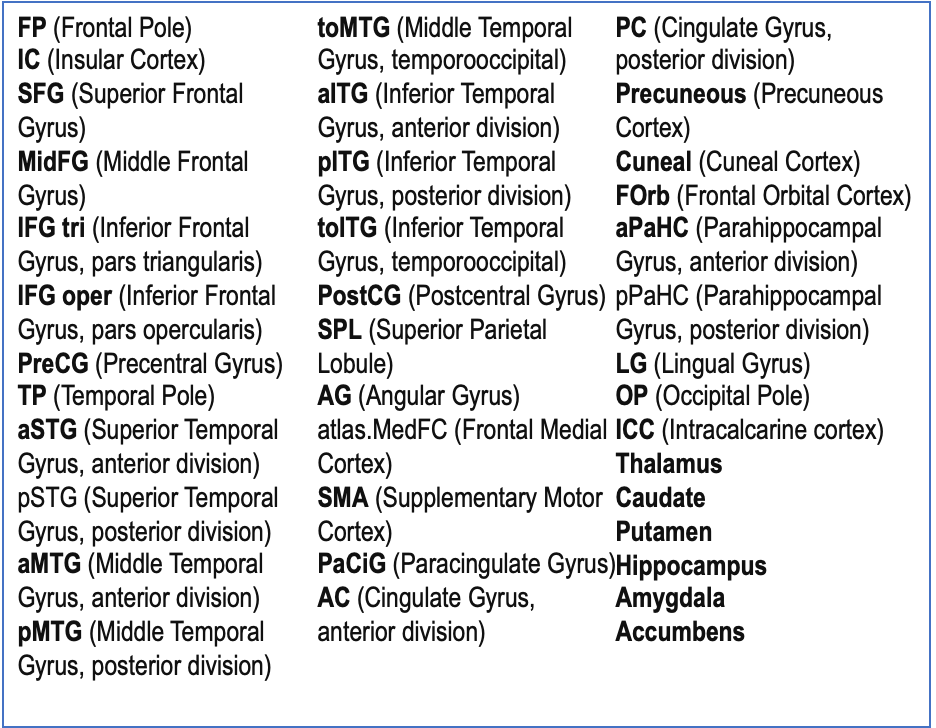 FP (Frontal Pole)
IC (Insular Cortex)
SFG (Superior Frontal
Gyrus)
MidFG (Middle Frontal
Gyrus)
IFG tri (Inferior Frontal
Gyrus, pars triangularis)
IFG oper (Inferior Frontal
Gyrus, pars opercularis)
PreCG (Precentral Gyrus)
TP (Temporal Pole)
aSTG (Superior Temporal
Gyrus, anterior division)
pSTG (Superior Temporal
Gyrus, posterior division)
aMTG (Middle Temporal
Gyrus, anterior division)
pMTG (Middle Temporal
Gyrus, posterior division)
toMTG (Middle Temporal
Gyrus, temporooccipital)
aITG (Inferior Temporal
Gyrus, anterior division)
pITG (Inferior Temporal
Gyrus, posterior division)
toITG (Inferior Temporal
Gyrus, temporooccipital)
PostCG (Postcentral Gyrus)
SPL (Superior Parietal
Lobule)
AG (Angular Gyrus)
atlas.MedFC (Frontal Medial
Cortex)
SMA (Supplementary Motor
Cortex)
PaCiG (Paracingulate Gyrus)
AC (Cingulate Gyrus,
anterior division)
PC (Cingulate Gyrus,
posterior division)
Precuneous (Precuneous
Cortex)
Cuneal (Cuneal Cortex)
FOrb (Frontal Orbital Cortex)
aPaHC (Parahippocampal
Gyrus, anterior division)
pPaHC (Parahippocampal
Gyrus, posterior division)
LG (Lingual Gyrus)
OP (Occipital Pole)
ICC (Intracalcarine cortex)
Thalamus
Caudate
Putamen
Hippocampus
Amygdala
Accumbens